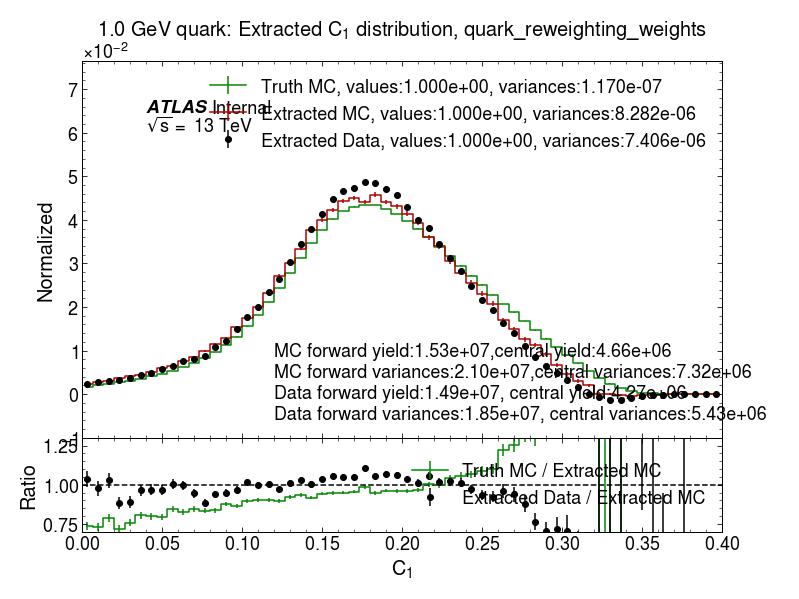 1.0 GeV quark: Extracted C1 distribution, quark_reweighting_weights
×10−2
Truth MC, values:1.000e+00, variances:1.170e-07
ATLAS Internal
Extracted MC, values:1.000e+00, variances:8.282e-06
√s = 13 TeV
Extracted Data, values:1.000e+00, variances:7.406e-06
7
6
5
4
3
2
1
0
−1
Normalized
MC forward yield:1.53e+07,central yield:4.66e+06
MC forward variances:2.10e+07,central variances:7.32e+06
Data forward yield:1.49e+07, central yield:4.27e+06
Data forward variances:1.85e+07, central variances:5.43e+06
1.25
1.00
0.75
Ratio
Truth MC / Extracted MC
Extracted Data / Extracted MC
0.00 0.05 0.10 0.15 0.20 0.25 0.30 0.35 0.40
C1